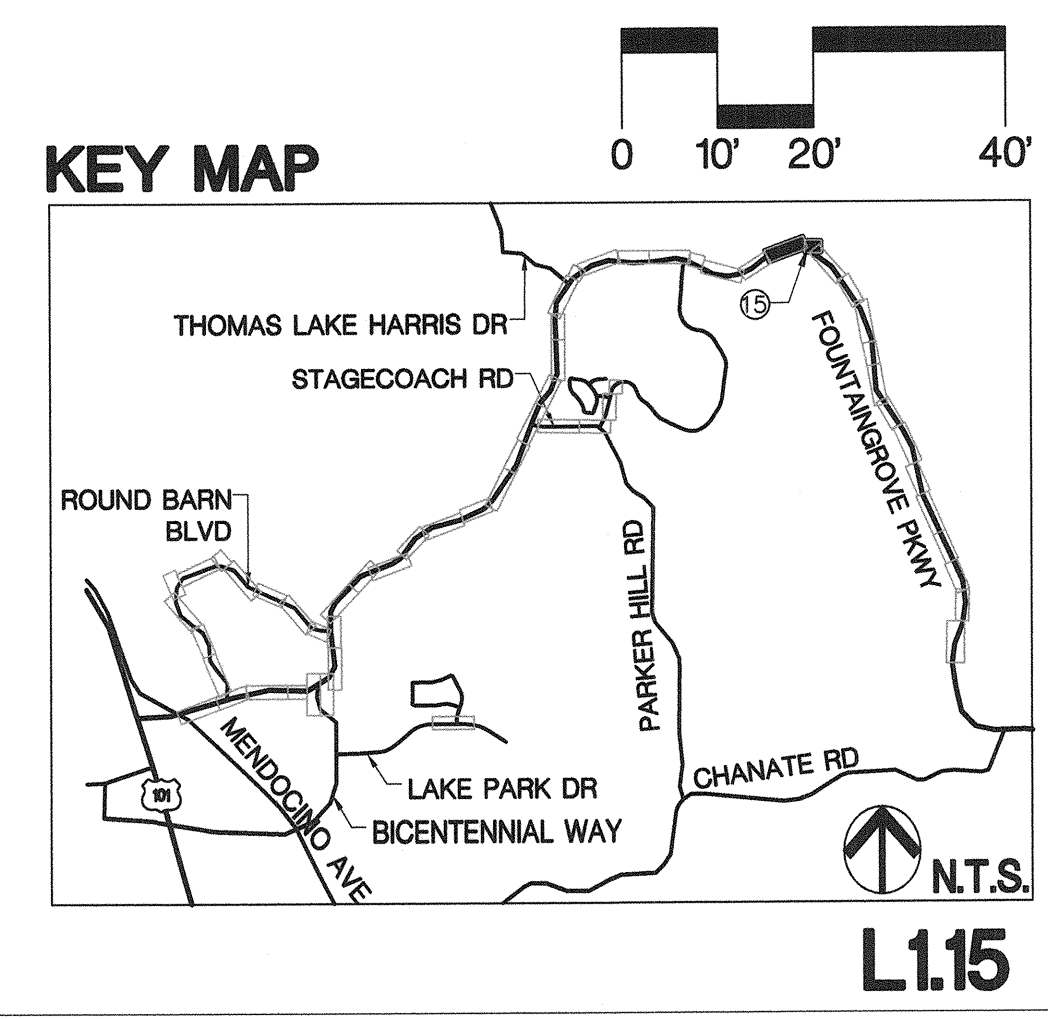 0 10' 20' 40'
KEY MAP
THOMAS LAKE HARRIS DR
15
STAGECOACH RD
FOUNTAINGROVE PKWY
ROUND BARN
BLVD
PARKER HILL RD
MENDOCINO AVE
CHANATE RD
LAKE PARK DR
101
BICENTENNIAL WAY
N.T.S.
L1.15